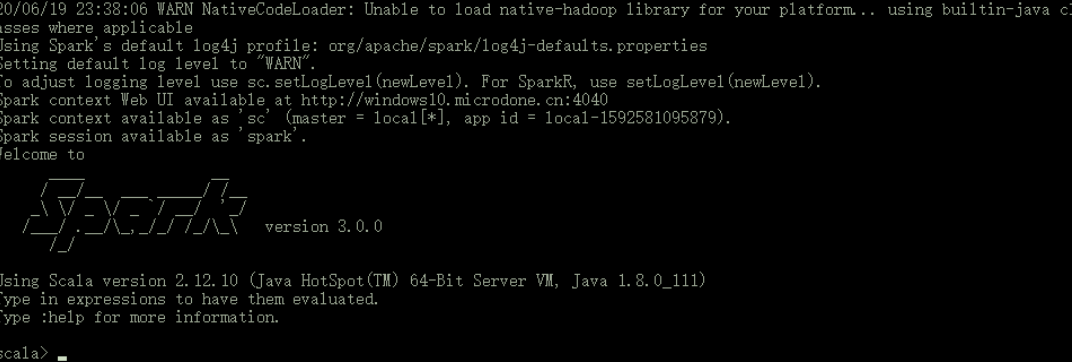 20/06/19 23:38:06 WARN NativeCodeLoader: Unable to load native-hadoop library for your platform... using builtin-java cl
asses where applicable
Using Spark's default log4j profile: org/apache/spark/log4j-defaults.properties
Setting default log level to "WARN".
To adjust logging level use sc.setLogLevel(newLevel). For SparkR, use setLogLevel(newLevel).
Spark context Web UI available at http://windows10.microdone.cn:4040
Spark context available as 'sc' (master = local[*], app id = local-1592581095879).
Spark session available as 'spark'.
Welcome to
Spark version 3.0.0
Using Scala version 2.12.10 (Java HotSpot(TM) 64-Bit Server VM, Java 1.8.0_111)
Type in expressions to have them evaluated.
Type :help for more information.
scala> _